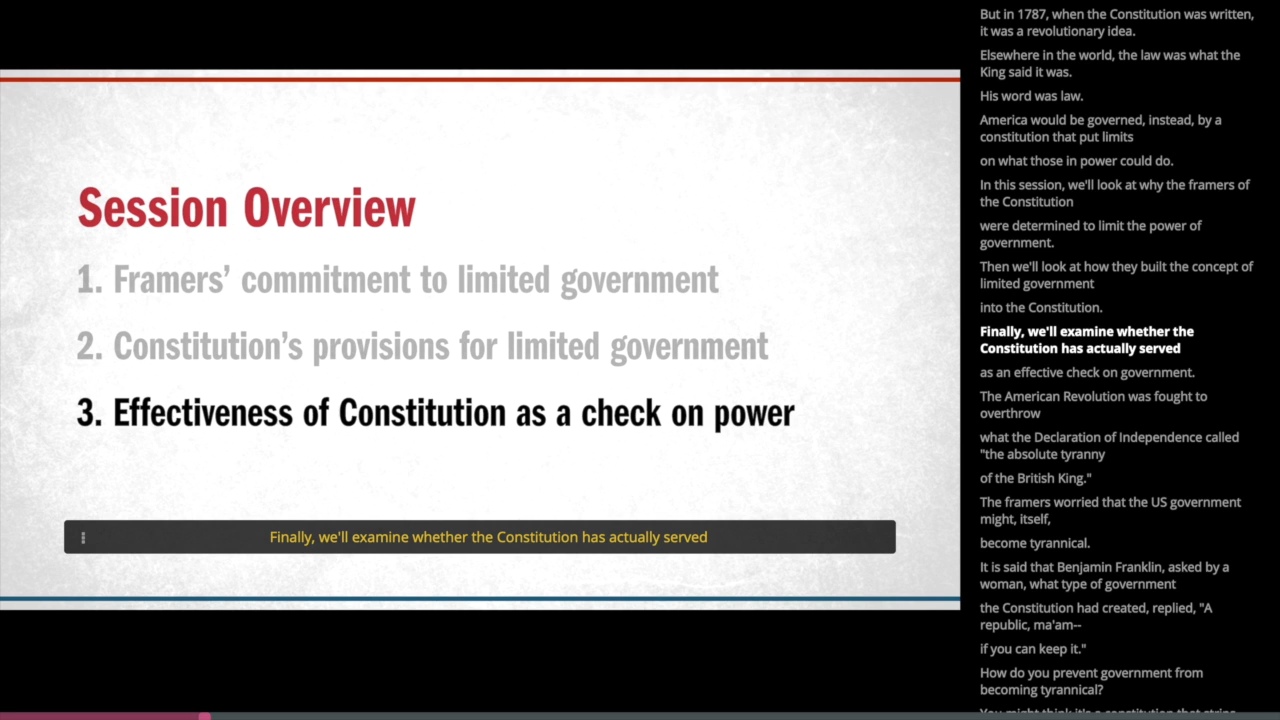 Session Overview
1. Framers’ commitment to limited government
2. Constitution’s provisions for limited government
3. Effectiveness of Constitution as a check on power
Finally, we'll examine whether the Constitution has actually served
But in 1787, when the Constitution was written,
it was a revolutionary idea.
Elsewhere in the world, the law was what the
King said it was.
His word was law.
America would be governed, instead, by a
constitution that put limits
on what those in power could do.
In this session, we'll look at why the framers of
the Constitution
were determined to limit the power of
government.
Then we'll look at how they built the concept of
limited government
into the Constitution.
Finally, we'll examine whether the
Constitution has actually served
as an effective check on government.
The American Revolution was fought to
overthrow
what the Declaration of Independence called
"the absolute tyranny
of the British King."
The framers worried that the US government
might, itself,
become tyrannical.
It is said that Benjamin Franklin, asked by a
woman, what type of government
the Constitution had created, replied, "A
republic, ma'am--
if you can keep it."
How do you prevent government from
becoming tyrannical?
You might think it's a constitution that strips